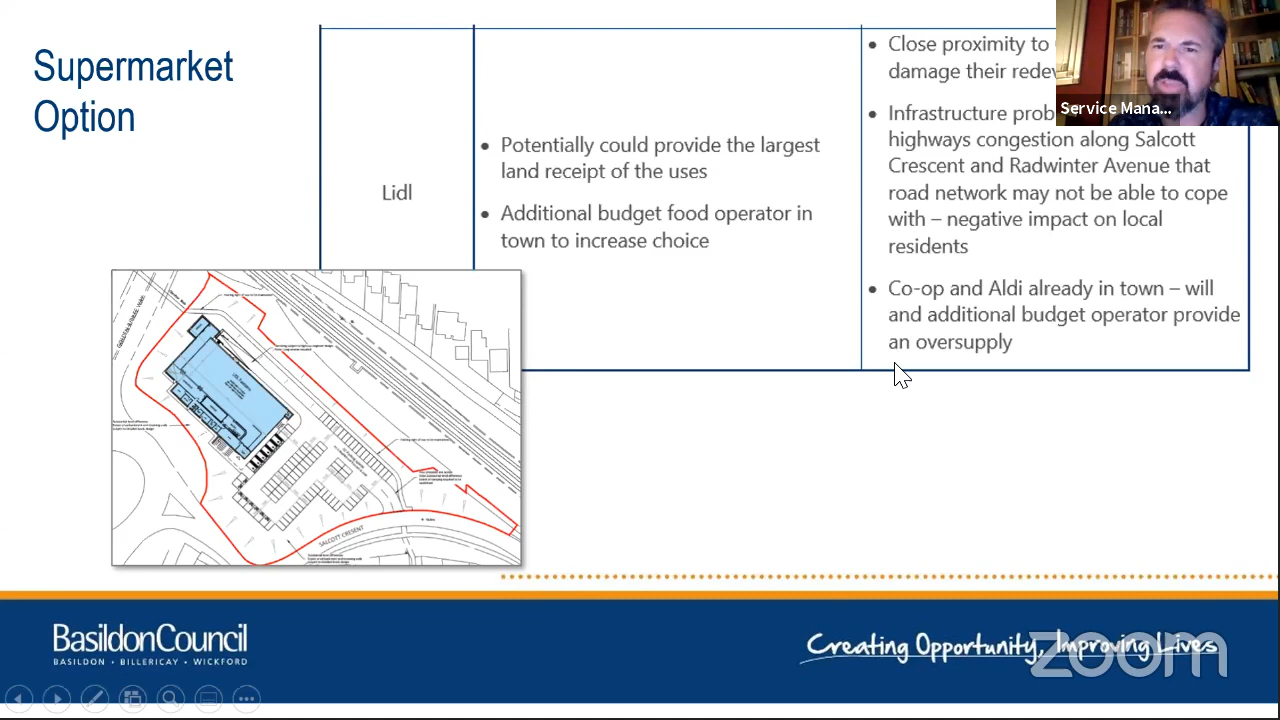 Supermarket
Option
Lidl
• Potentially could provide the largest
land receipt of the uses
• Additional budget food operator in
town to increase choice
• Close proximity to
damage their
• Infrastructure
highways congestion along Salcott
Crescent and Radwinter Avenue that
road network may not be able to cope
with – negative impact on local
residents
• Co-op and Aldi already in town – will
and additional budget operator provide
an oversupply
Service Mana...
SALCOTT CRESENT
BasildonCouncil
BASILDON • BILLERICAY • WICKFORD
Creating Opportunity, Improving Lives
zoom